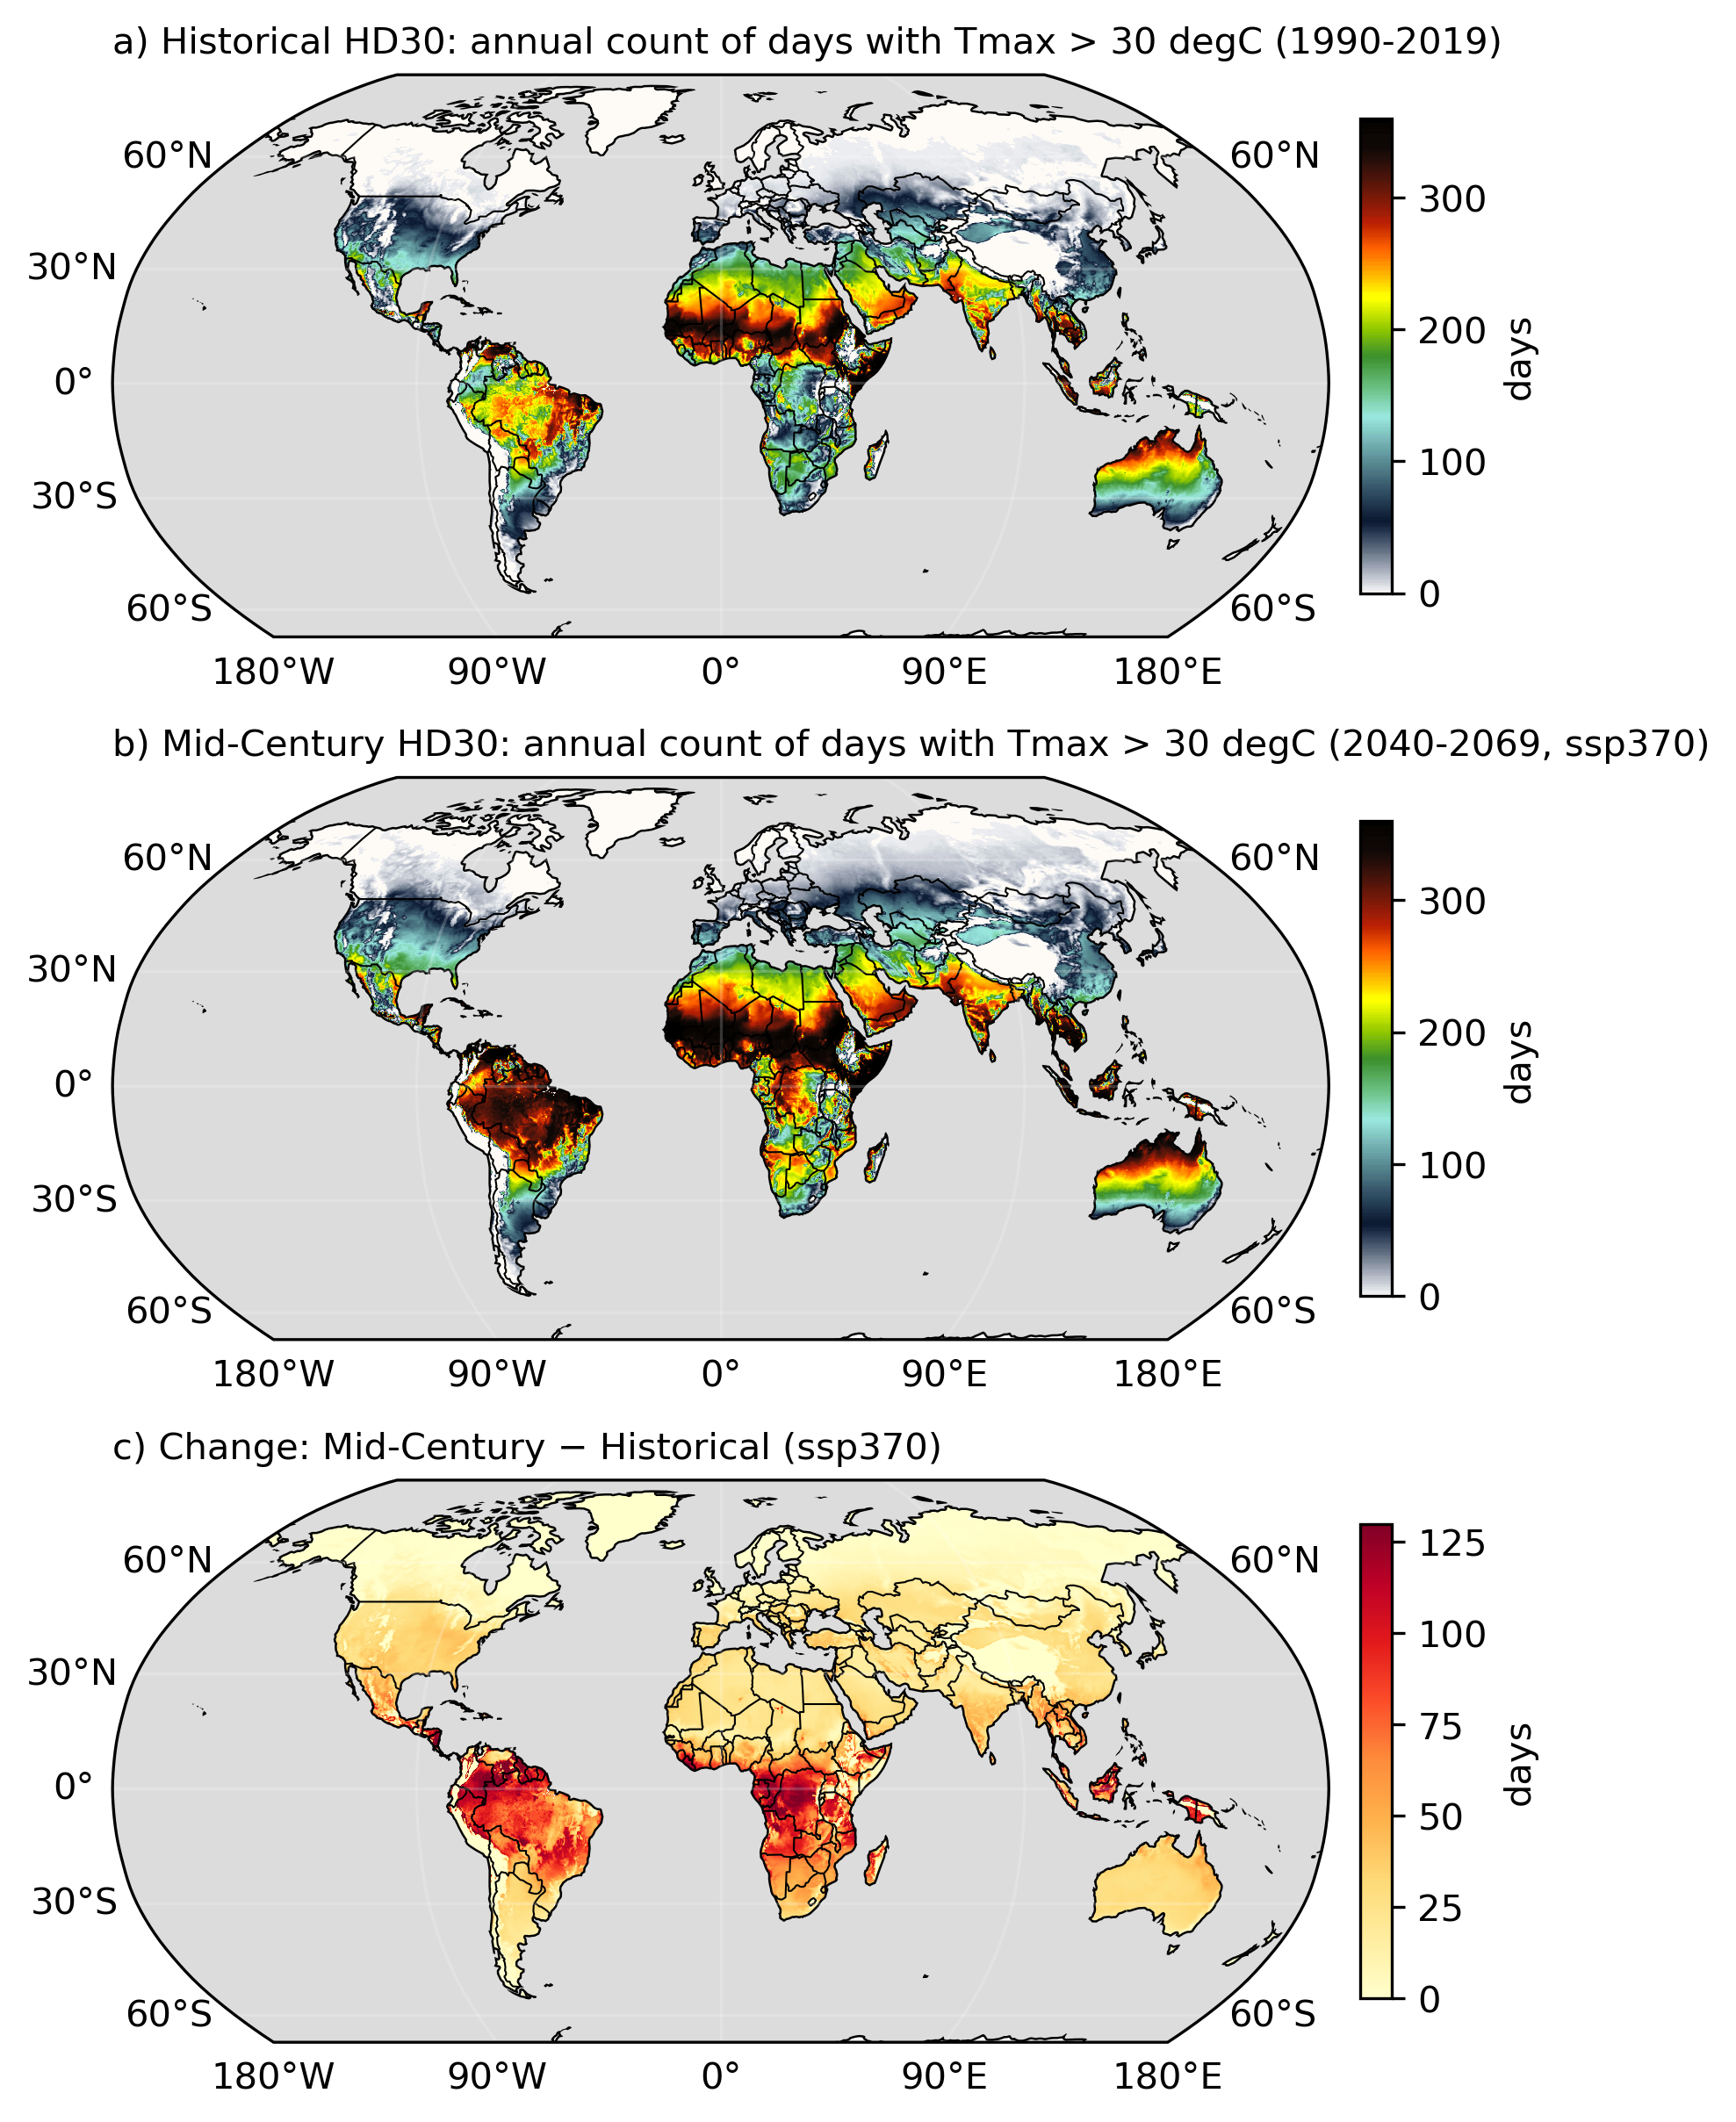 a) Historical HD30: annual count of days with Tmax > 30 degC (1990-2019)
60°N 60°N
30°N
0°
30°S
60°S 60°S
180°W 90°W 0° 90°E 180°E
300
200
100
0
days
b) Mid-Century HD30: annual count of days with Tmax > 30 degC (2040-2069, ssp370)
60°N 60°N
30°N
0°
30°S
60°S 60°S
180°W 90°W 0° 90°E 180°E
300
200
100
0
days
c) Change: Mid-Century − Historical (ssp370)
60°N 60°N
30°N
0°
30°S
60°S 60°S
180°W 90°W 0° 90°E 180°E
125
100
75
50
25
0
days